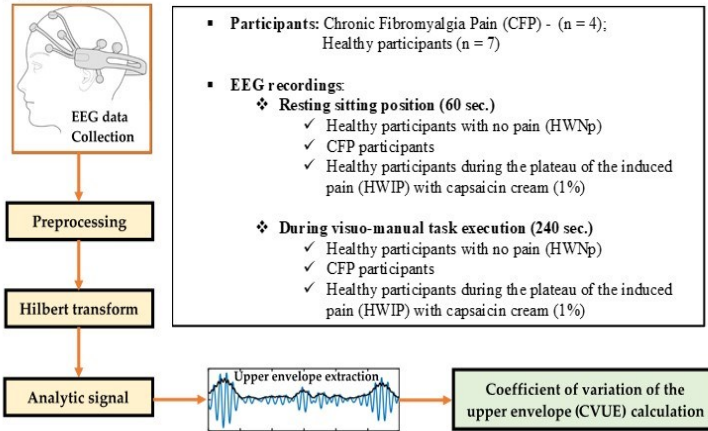 EEG data
Collection
Preprocessing
Hilbert transform
Analytic signal
▪ Participants: Chronic Fibromyalgia Pain (CFP) - (n = 4);
Healthy participants (n = 7)
▪ EEG recordings:
❖ Resting sitting position (60 sec.)
✓ Healthy participants with no pain (HWNp)
✓ CFP participants
✓ Healthy participants during the plateau of the induced
pain (HWIP) with capsaicin cream (1%)
❖ During visuo-manual task execution (240 sec.)
✓ Healthy participants with no pain (HWNp)
✓ CFP participants
✓ Healthy participants during the plateau of the induced
pain (HWIP) with capsaicin cream (1%)
Upper envelope extraction
Coefficient of variation of the
upper envelope (CVUE) calculation